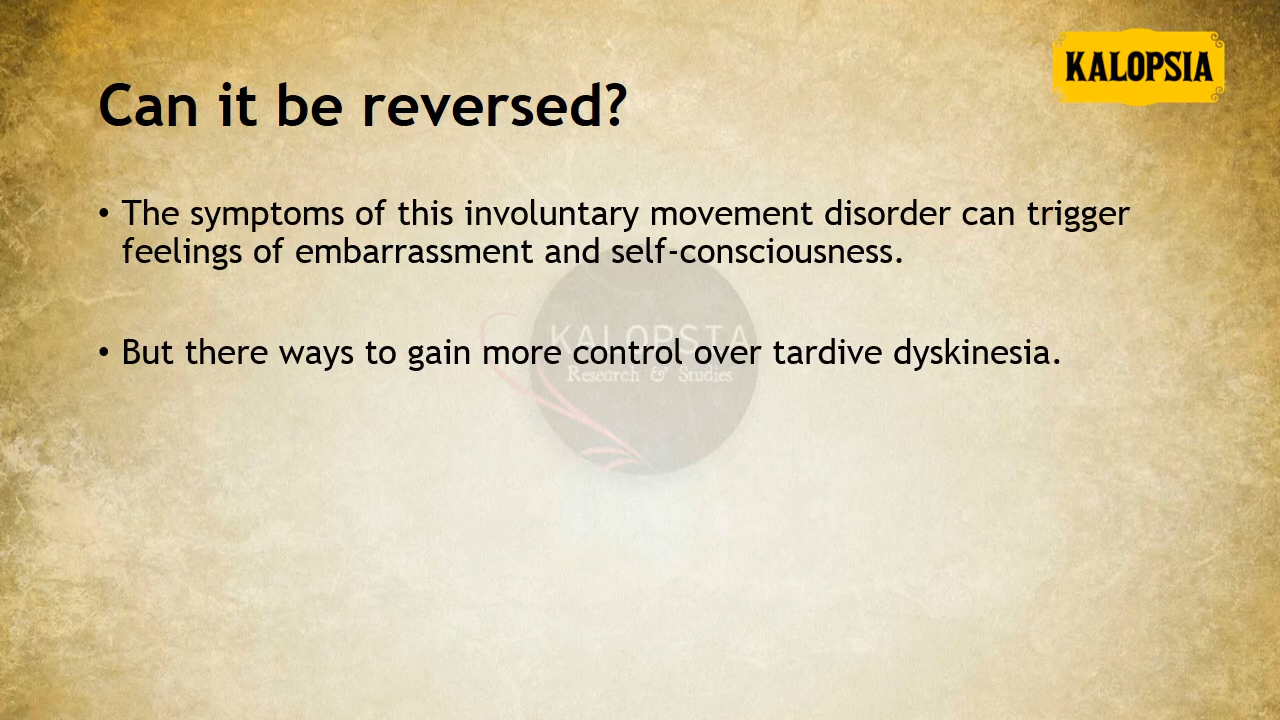 KALOPSIA
Can it be reversed?
• The symptoms of this involuntary movement disorder can trigger
feelings of embarrassment and self-consciousness.
KALOPSIA
• But there ways to gain more control over tardive dyskinesia.
Research & Studies